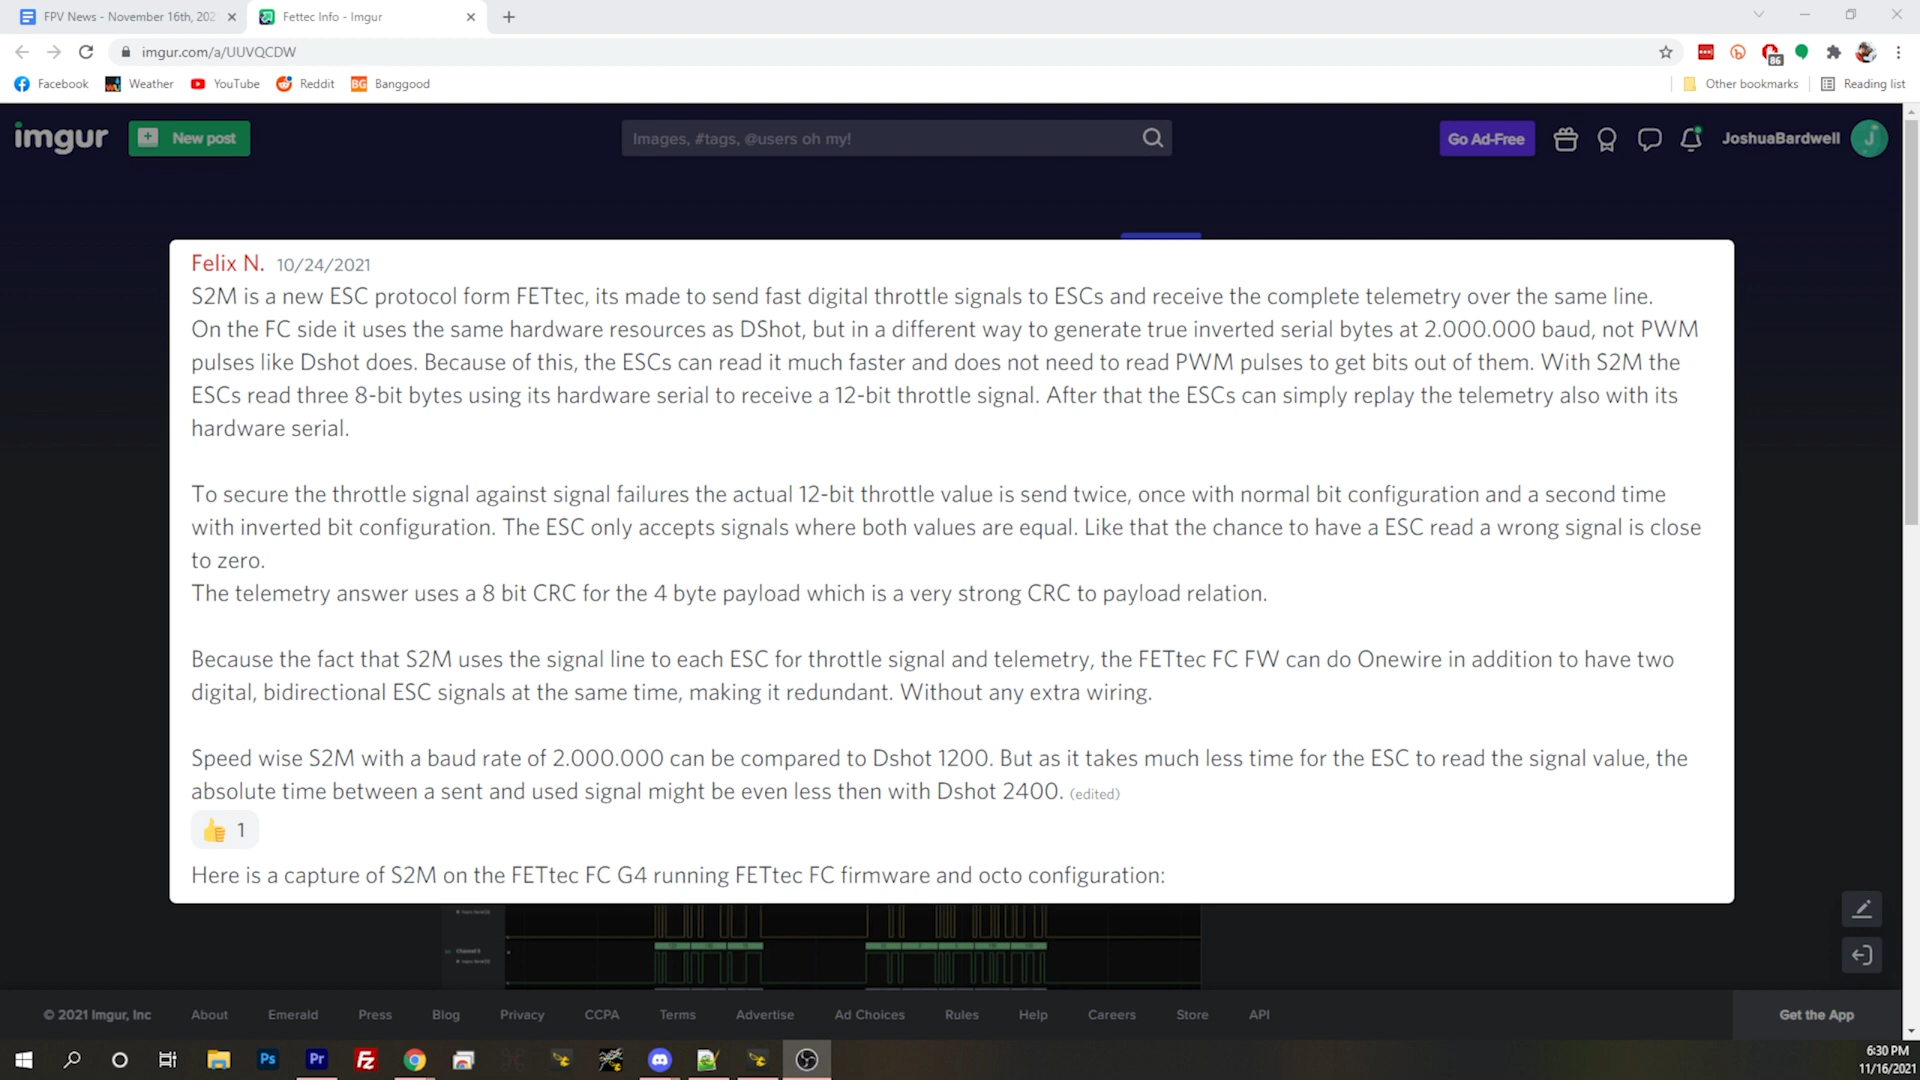 FPV News - November 16th, 202
Fettec Info - Imgur
imgur.com/a/UUVQCDW
86
Facebook
Weather
YouTube
Reddit
BG Banggood
Other bookmarks
Reading list
imgur
New post
Images, #tags, @users oh my!
Go Ad-Free
JoshuaBardwell
J
Felix N. 10/24/2021
S2M is a new ESC protocol form FETtec, its made to send fast digital throttle signals to ESCs and receive the complete telemetry over the same line.
On the FC side it uses the same hardware resources as DShot, but in a different way to generate true inverted serial bytes at 2.000.000 baud, not PWM
pulses like Dshot does. Because of this, the ESCs can read it much faster and does not need to read PWM pulses to get bits out of them. With S2M the
ESCs read three 8-bit bytes using its hardware serial to receive a 12-bit throttle signal. After that the ESCs can simply replay the telemetry also with its
hardware serial.
To secure the throttle signal against signal failures the actual 12-bit throttle value is send twice, once with normal bit configuration and a second time
with inverted bit configuration. The ESC only accepts signals where both values are equal. Like that the chance to have a ESC read a wrong signal is close
to zero.
The telemetry answer uses a 8 bit CRC for the 4 byte payload which is a very strong CRC to payload relation.
Because the fact that S2M uses the signal line to each ESC for throttle signal and telemetry, the FETtec FC FW can do Onewire in addition to have two
digital, bidirectional ESC signals at the same time, making it redundant. Without any extra wiring.
Speed wise S2M with a baud rate of 2.000.000 can be compared to Dshot 1200. But as it takes much less time for the ESC to read the signal value, the
absolute time between a sent and used signal might be even less then with Dshot 2400. (edited)
1
Here is a capture of S2M on the FETtec FC G4 running FETtec FC firmware and octo configuration:
© 2021 Imgur, Inc
About
Emerald
Press
Blog
Privacy
CCPA
Terms
Advertise
Ad Choices
Rules
Help
Careers
Store
API
Get the App
Ps
Pr
Fz
6:30 PM
11/16/2021